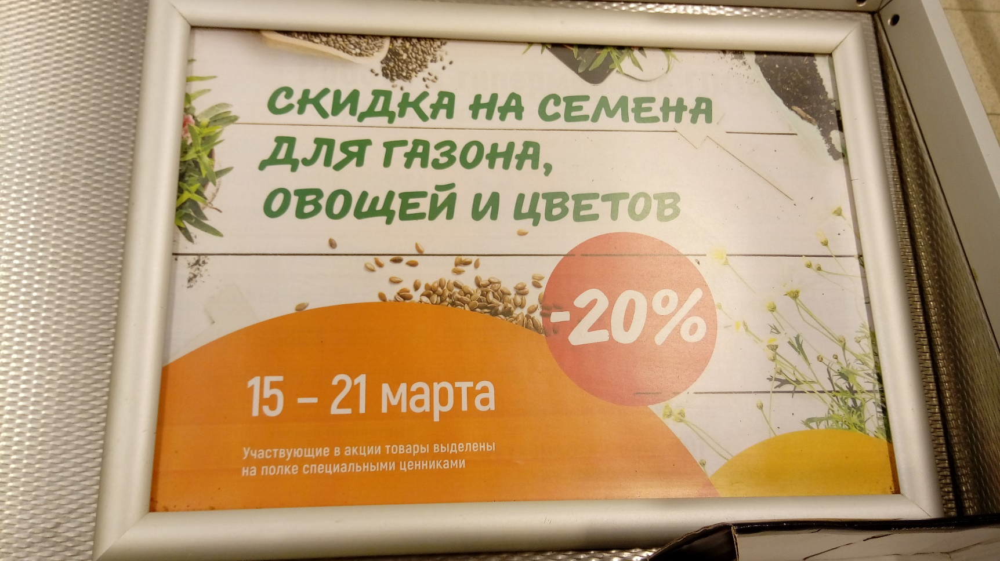 СКИДКА НА СЕМЕНА
ДЛЯ ГАЗОНА,
ОВОЩЕЙ И ЦВЕТОВ
-20%
15 – 21 марта
Участвующие в акции товары выделены
на полке специальными ценниками